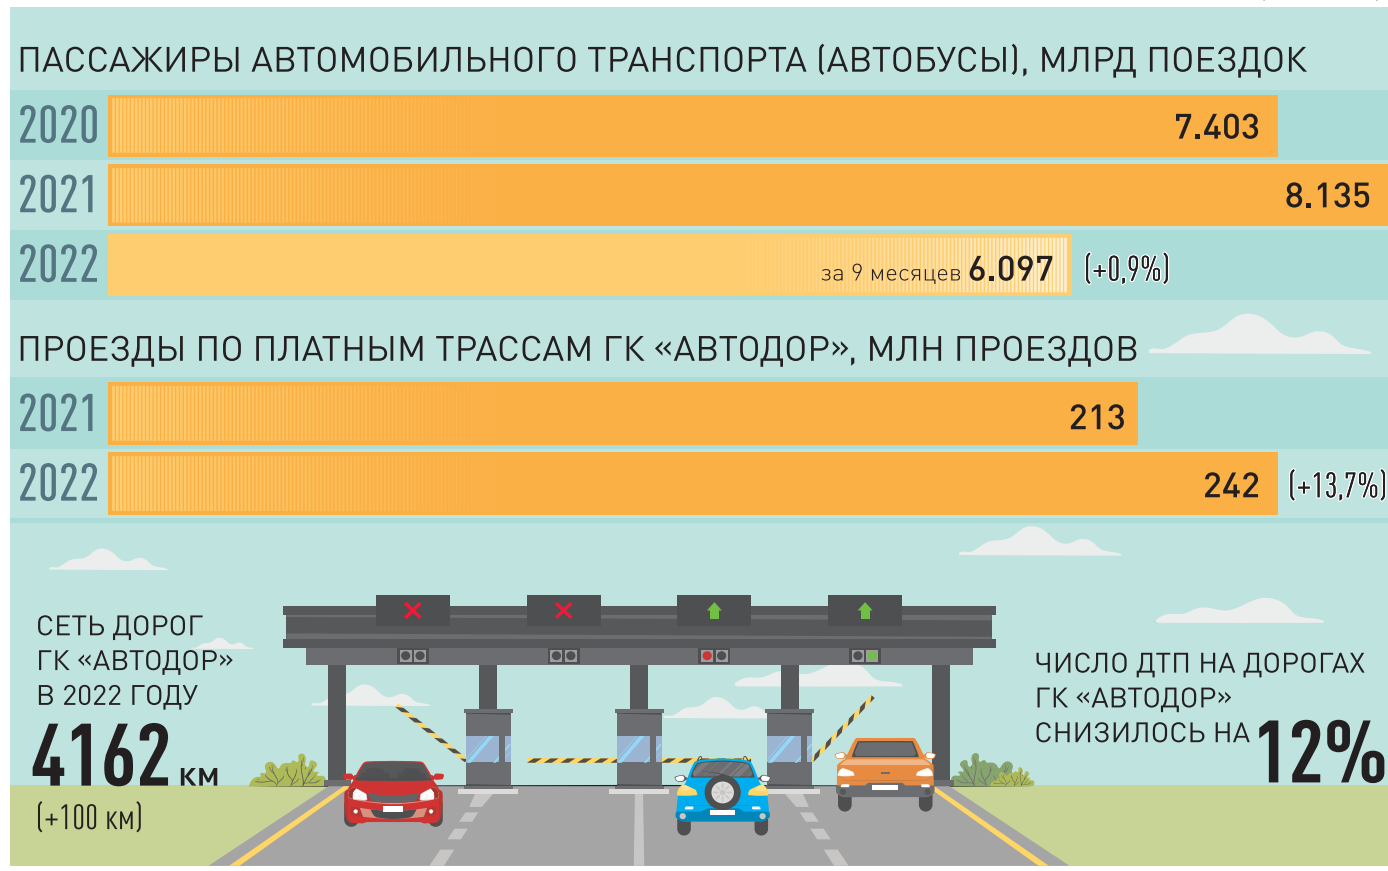 ПАССАЖИРЫ АВТОМОБИЛЬНОГО ТРАНСПОРТА (АВТОБУСЫ), МЛРД ПОЕЗДОК
2020 7.403
2021 8.135
2022 за 9 месяцев 6.097 (+0,9%)
ПРОЕЗДЫ ПО ПЛАТНЫМ ТРАССАМ ГК «АВТОДОР», МЛН ПРОЕЗДОВ
2021 213
2022 242 (+13,7%)
СЕТЬ ДОРОГ
ГК «АВТОДОР»
В 2022 ГОДУ
4162 КМ
(+100 КМ)
ЧИСЛО ДТП НА ДОРОГАХ
ГК «АВТОДОР»
СНИЗИЛОСЬ НА 12%